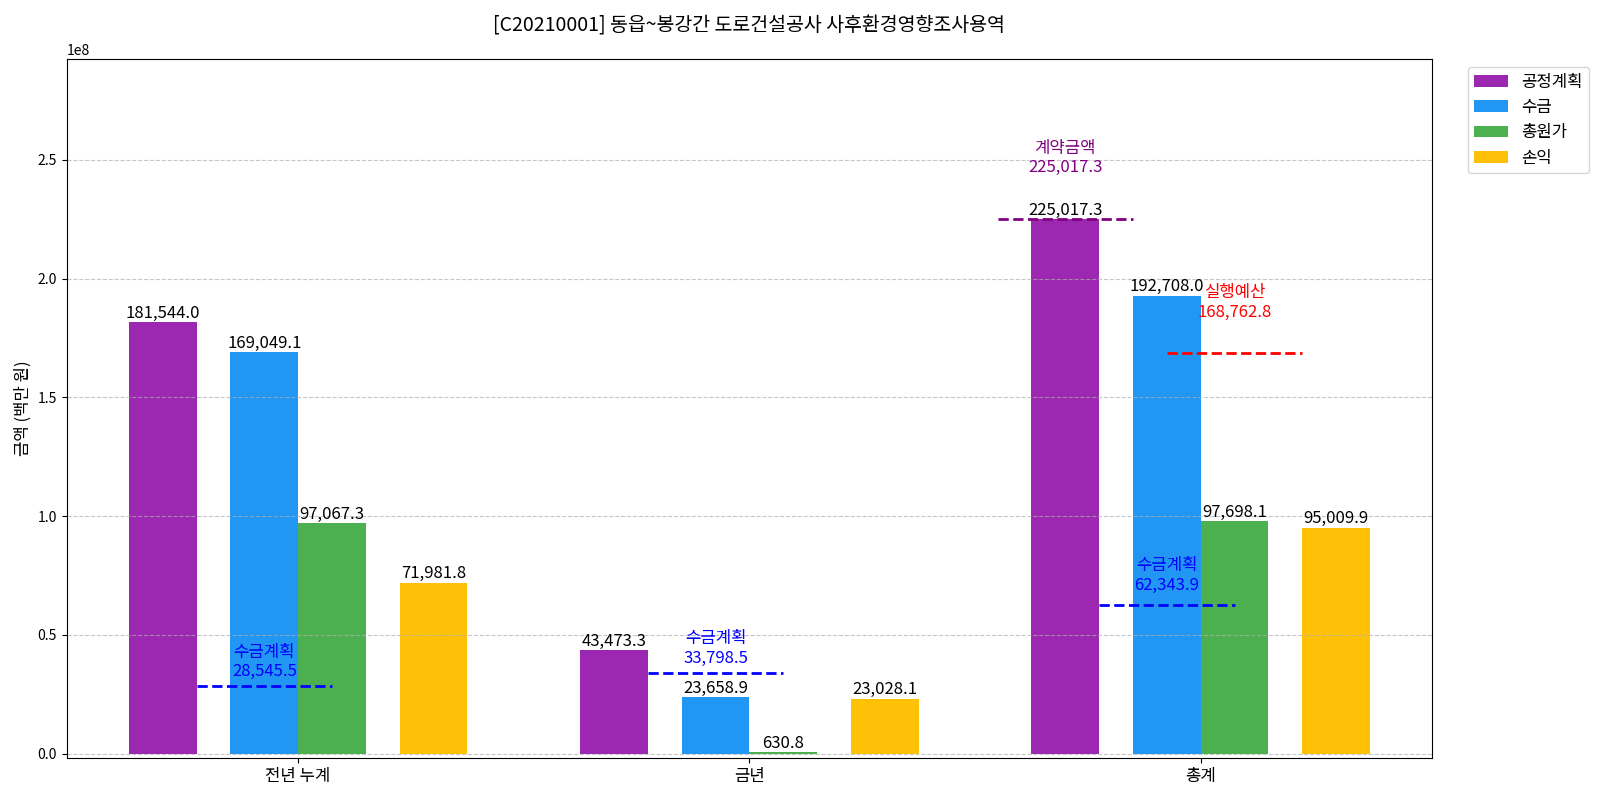 [C20210001] 동읍~봉강간 도로건설공사 사후환경영향조사용역
1e8
공정계획
수금
총원가
손익
금액 (백만 원)
2.5
2.0
1.5
1.0
0.5
0.0
181,544.0
169,049.1
97,067.3
71,981.8
수금계획
28,545.5
43,473.3
수금계획
33,798.5
23,658.9
630.8
23,028.1
계약금액
225,017.3
225,017.3
192,708.0
실행예산
168,762.8
97,698.1
95,009.9
수금계획
62,343.9
전년 누계
금년
총계